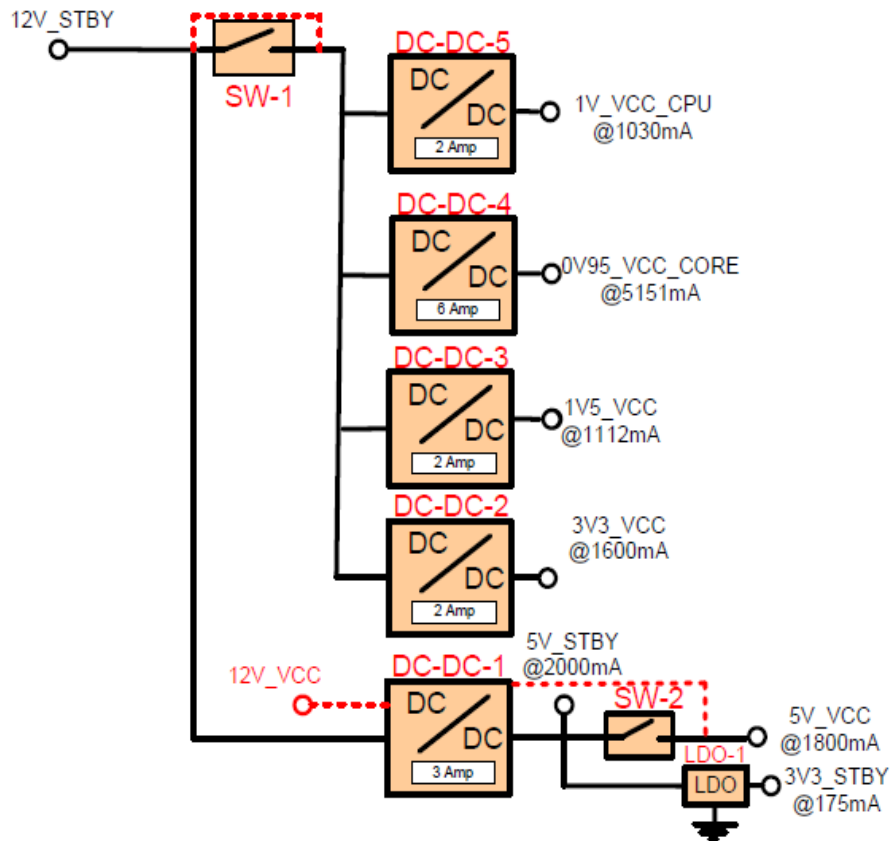 12V_STBY
SW-1
DC-DC-5
DC
DC
2 Amp
1V_VCC_CPU
@1030mA
DC-DC-4
DC
DC
6 Amp
0V95_VCC_CORE
@5151mA
DC-DC-3
DC
DC
2 Amp
1V5_VCC
@1112mA
DC-DC-2
DC
DC
2 Amp
3V3_VCC
@1600mA
12V_VCC
DC-DC-1
DC
DC
3 Amp
5V_STBY
@2000mA
SW-2
5V_VCC
@1800mA
LDO-1
LDO
3V3_STBY
@175mA